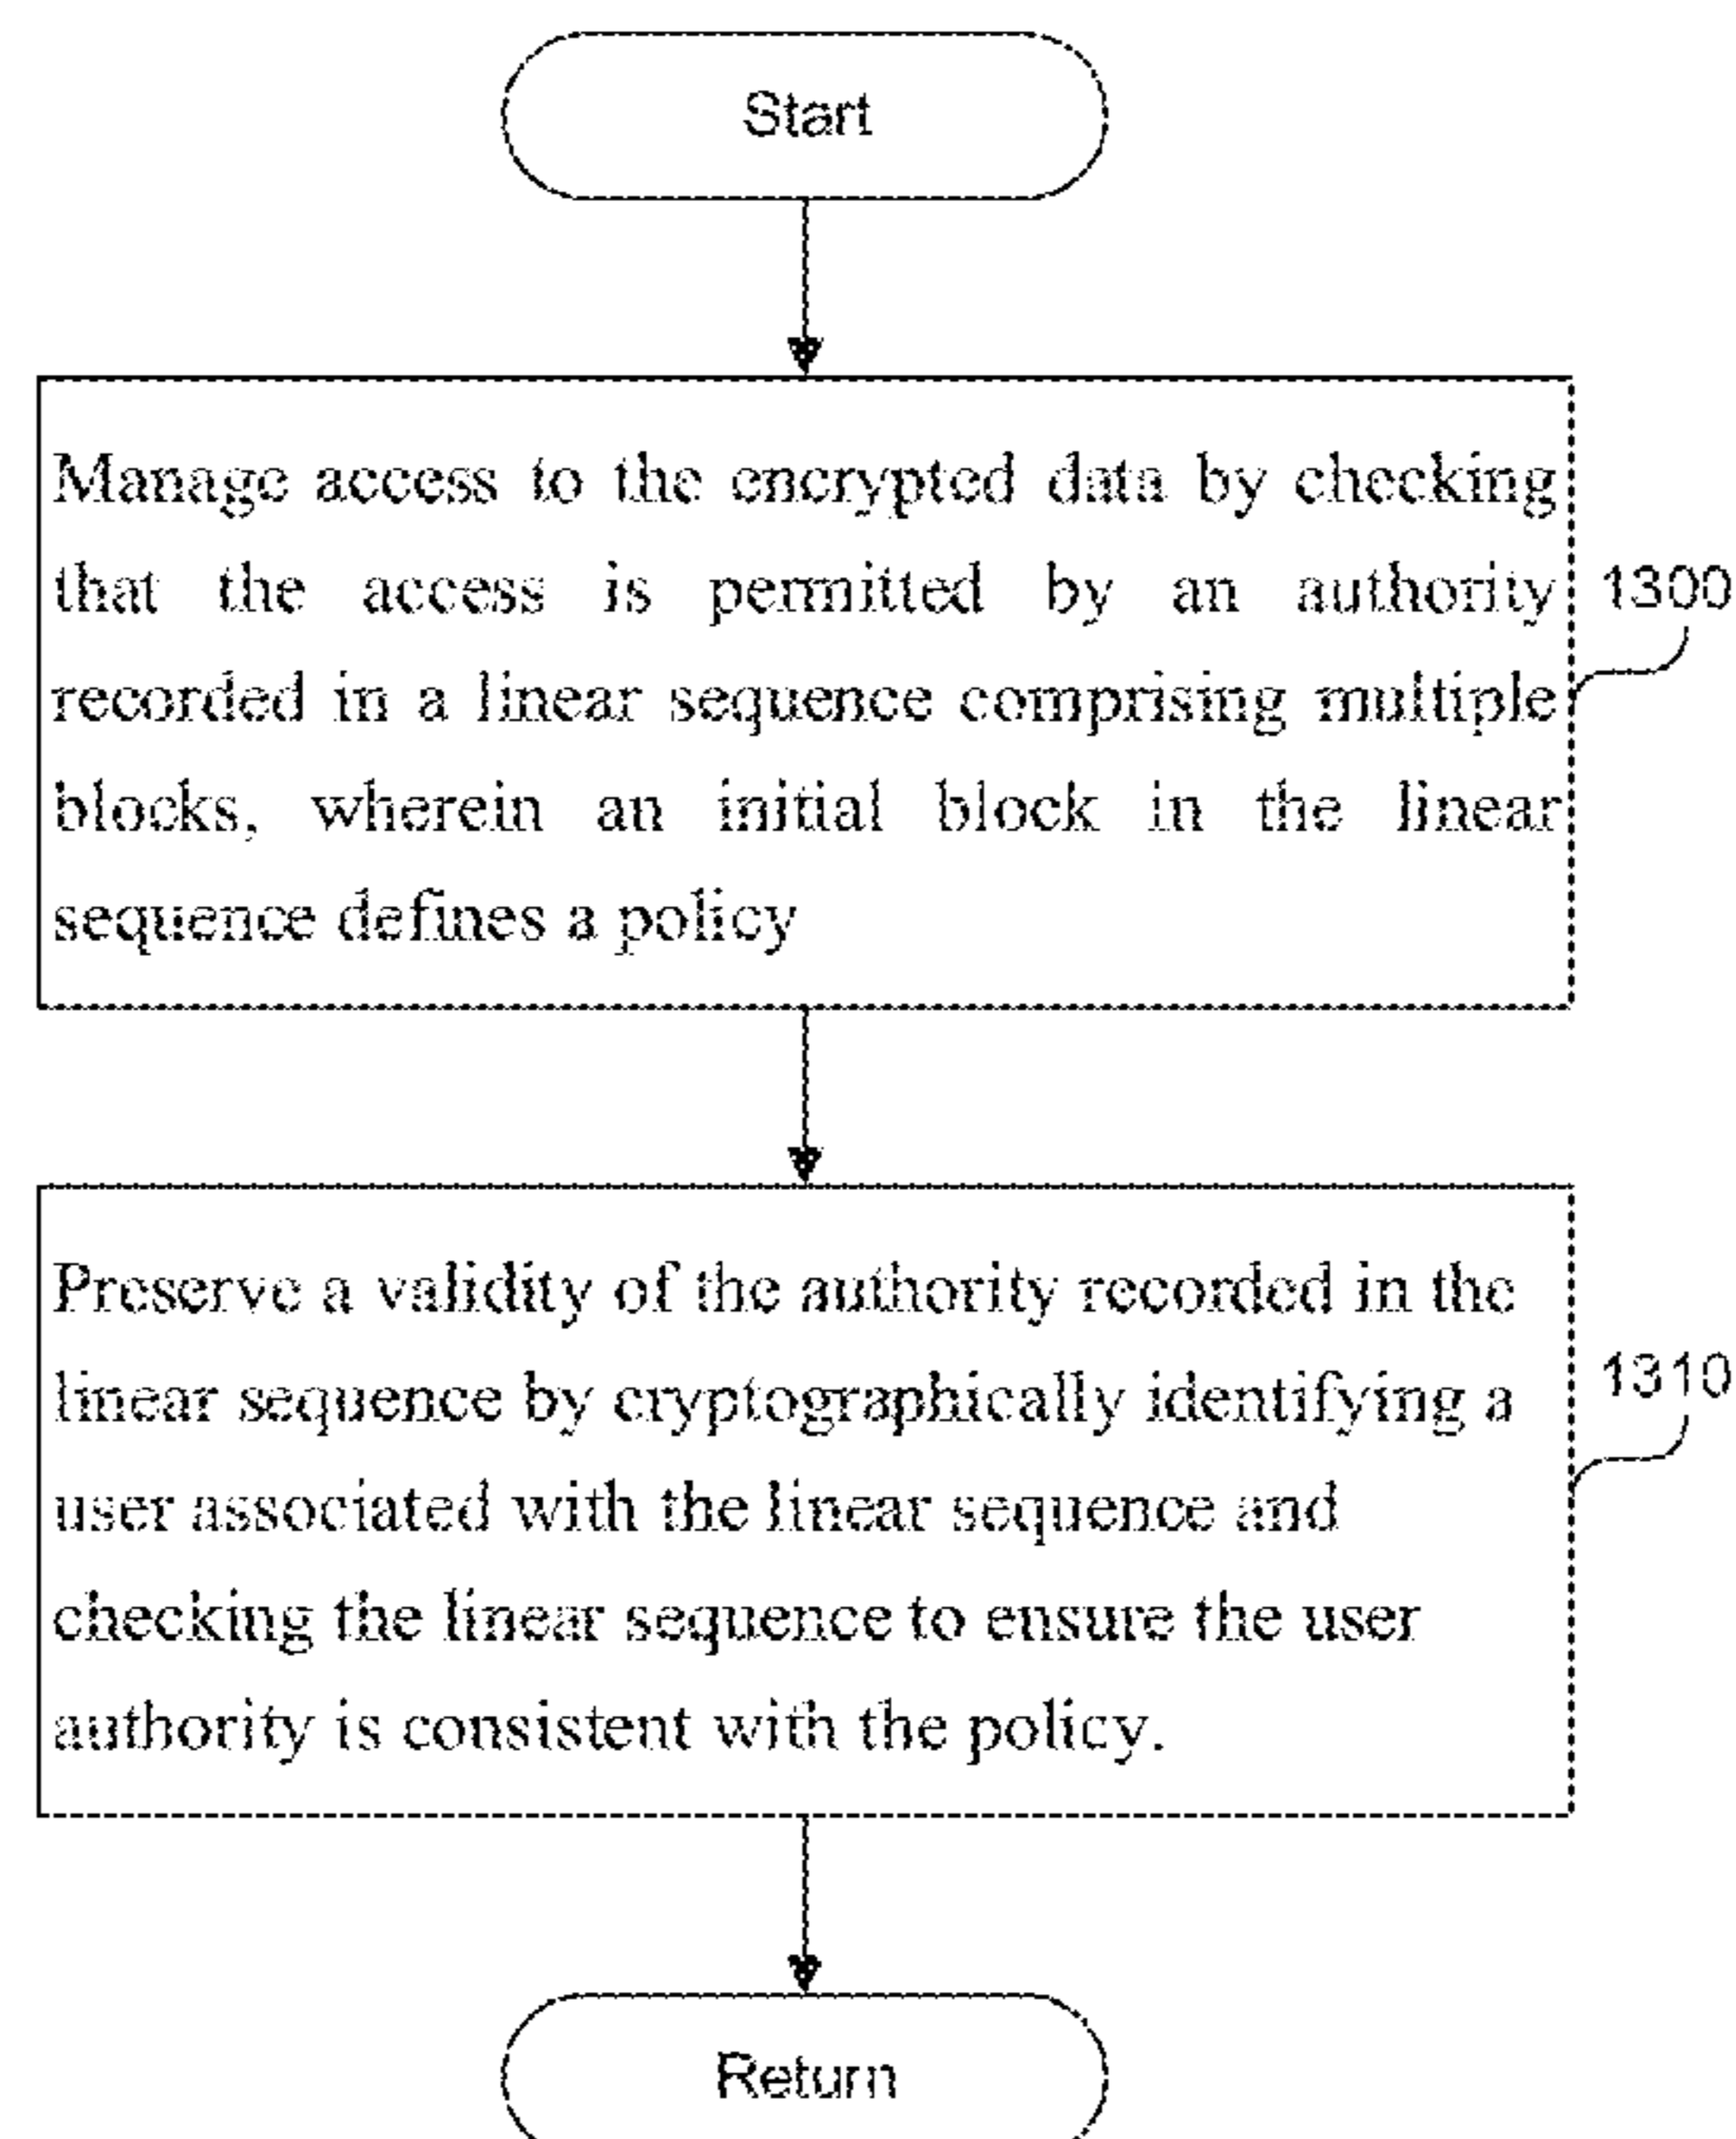 Start
Manage access to the encrypted data by checking
that the access is permitted by an authority
recorded in a linear sequence comprising multiple
blocks, wherein an initial block in the linear
sequence defines a policy
1300
Preserve a validity of the authority recorded in the
linear sequence by cryptographically identifying a
user associated with the linear sequence and
checking the linear sequence to ensure the user
authority is consistent with the policy.
1310
Return